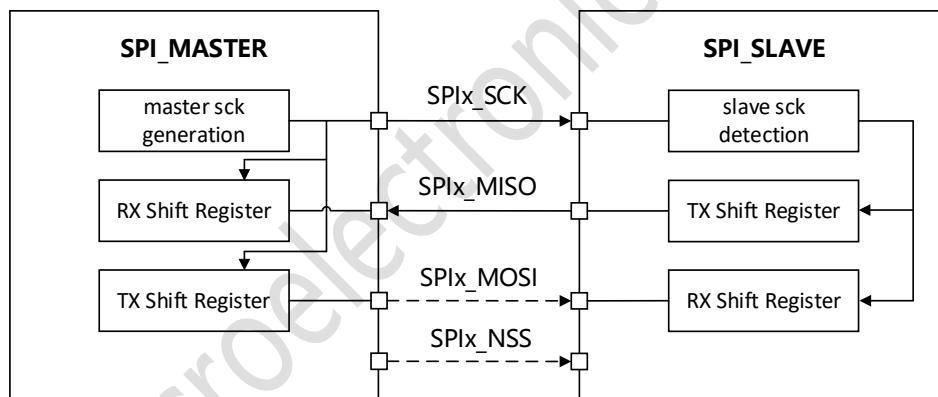 SPI_MASTER
SPI_SLAVE
master sck
generation
SPIx_SCK
slave sck
detection
RX Shift Register
SPIx_MISO
TX Shift Register
TX Shift Register
SPIx_MOSI
RX Shift Register
SPIx_NSS